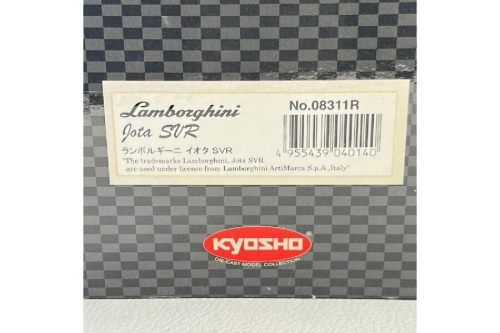 Lamborghini
Jota SVR
ランボルギーニ イオタ SVR
"The trademarks Lamborghini, Jota SVR
are used under licence from Lamborghini ArtiMarca S.p.A.,Italy"
No.08311R
4 955439 040140
KYOSHO
DIE-CAST MODEL COLLECTION